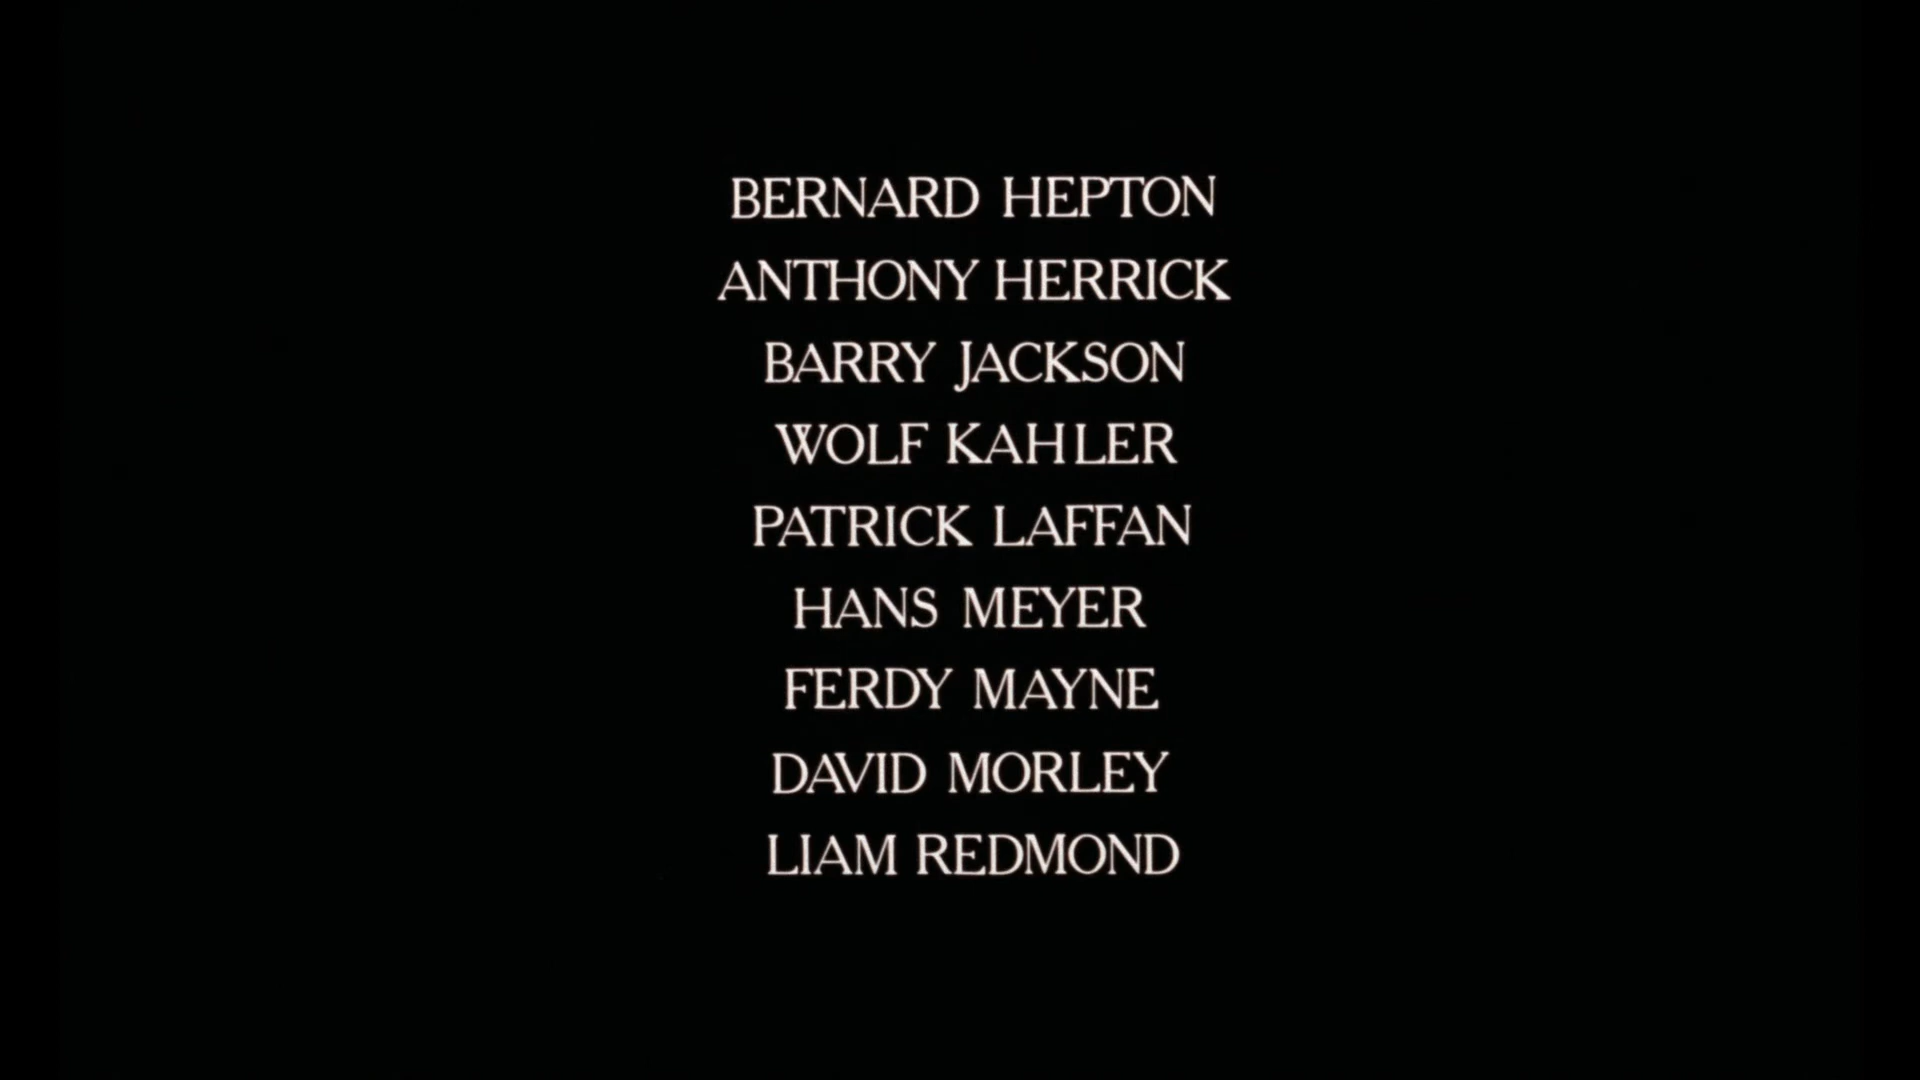 BERNARD HEPTON
ANTHONY HERRICK
BARRY JACKSON
WOLF KAHLER
PATRICK LAFFAN
HANS MEYER
FERDY MAYNE
DAVID MORLEY
LIAM REDMOND